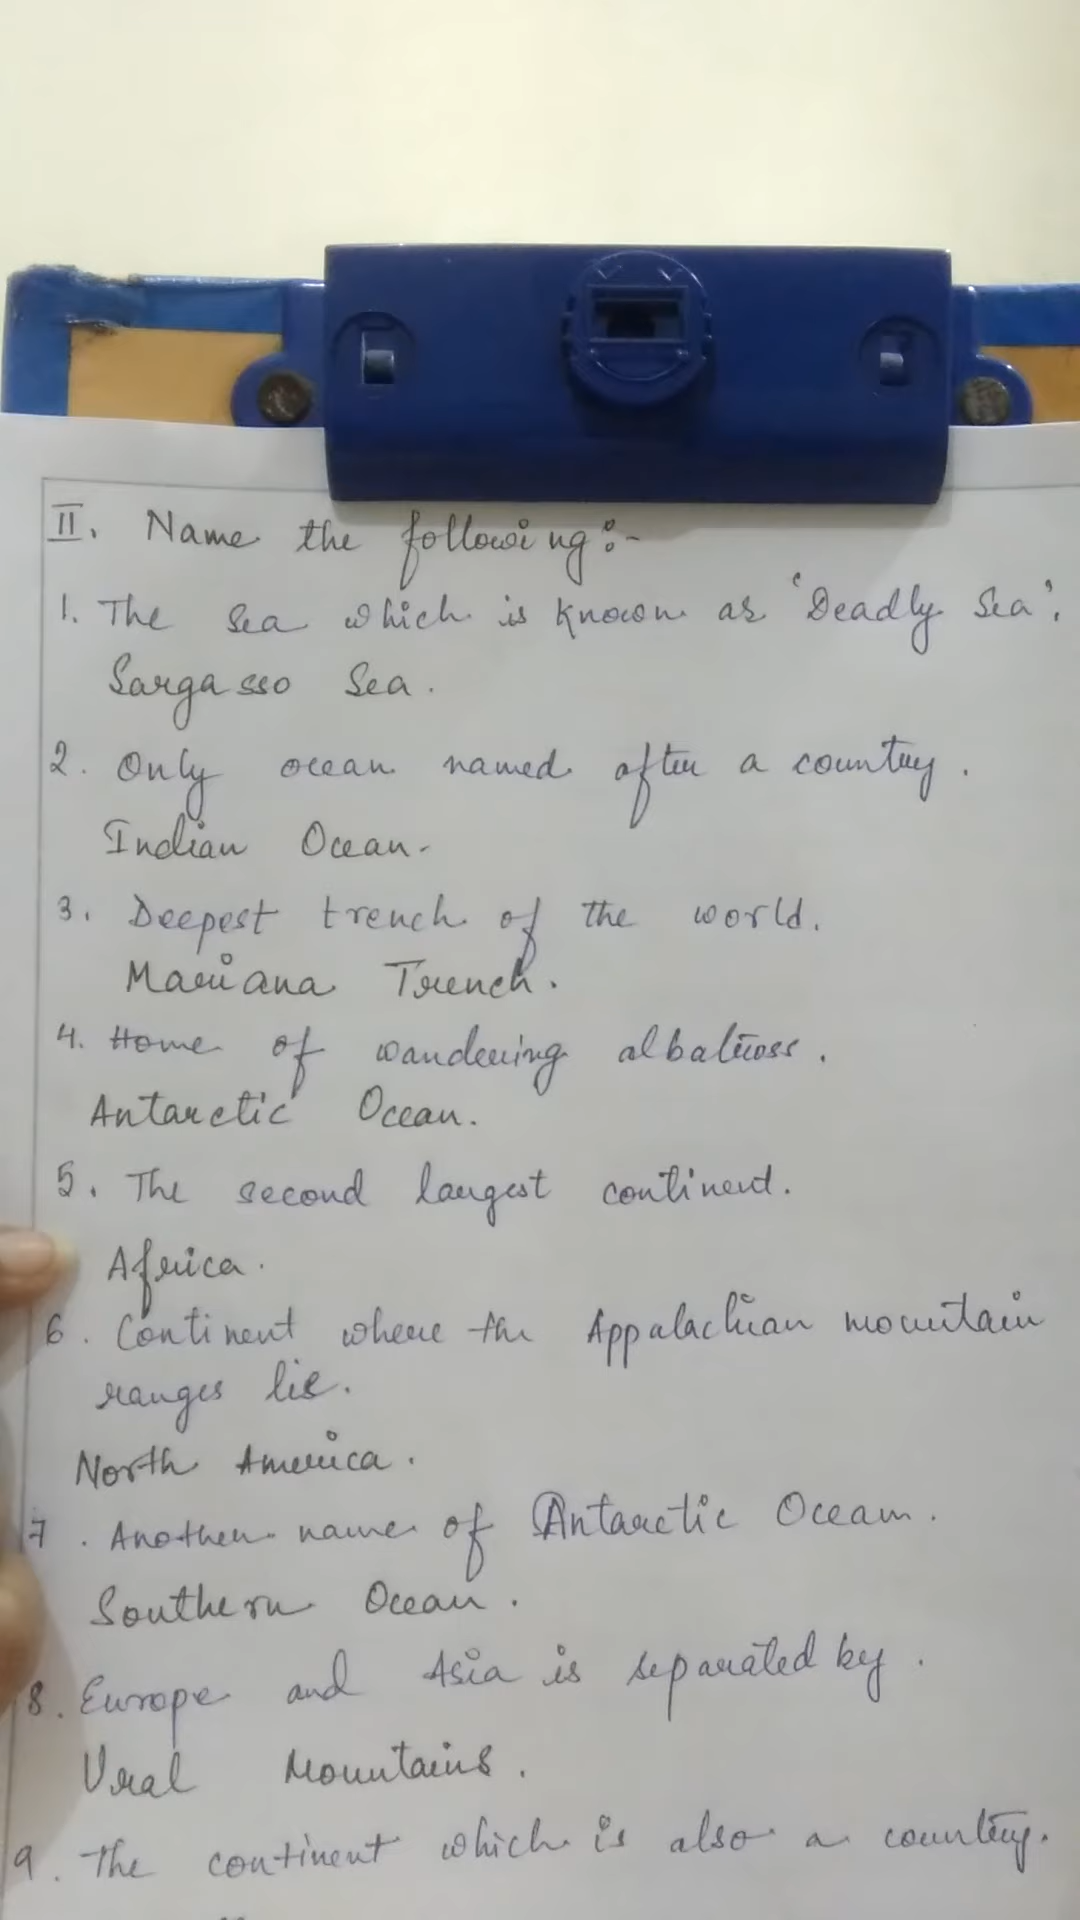 II. Name the following:-
1. The Sea which is known as 'Deadly Sea'.
Sargasso Sea.
2. Only ocean named after a country.
Indian Ocean.
3. Deepest trench of the world.
Mariana Trench.
4. Home of wandering albatross.
Antarctic Ocean.
5. The second largest continent.
Africa.
6. Continent where the Appalachian mountain
ranges lie.
North America.
7. Another name of Antarctic Ocean.
Southern Ocean.
8. Europe and Asia is separated by.
Ural Mountains.
9. The continent which is also a country.